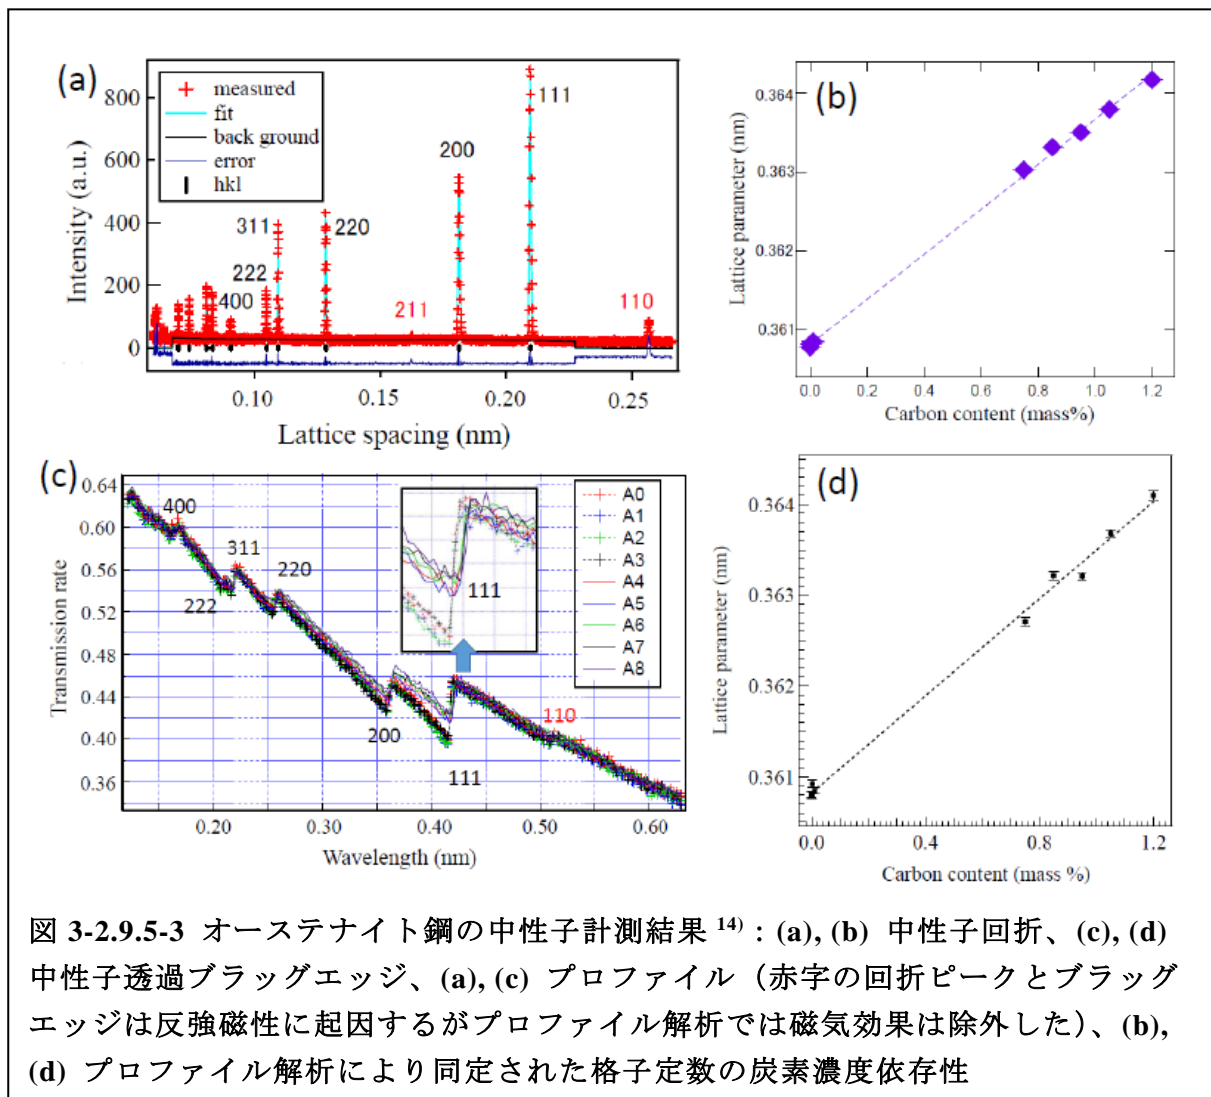 (a)
measured
fit
back ground
error
hkl
Intensity (a.u.)
800
600
400
200
0
111
200
220
311
222
400
211
110
0.10
0.15
0.20
0.25
Lattice spacing (nm)
(b)
Lattice parameter (nm)
0.364
0.363
0.362
0.361
0.0
0.2
0.4
0.6
0.8
1.0
1.2
Carbon content (mass%)
(c)
Transmission rate
0.64
0.60
0.56
0.52
0.48
0.44
0.40
0.36
400
311
220
222
200
111
111
110
A0
A1
A2
A3
A4
A5
A6
A7
A8
0.20
0.30
0.40
0.50
0.60
Wavelength (nm)
(d)
Lattice parameter (nm)
0.364
0.363
0.362
0.361
0.0
0.4
0.8
1.2
Carbon content (mass %)
図 3-2.9.5-3 オーステナイト鋼の中性子計測結果 14) : (a), (b) 中性子回折、(c), (d)
中性子透過ブラッグエッジ、(a), (c) プロファイル（赤字の回折ピークとブラッグ
エッジは反強磁性に起因するがプロファイル解析では磁気効果は除外した）、(b),
(d) プロファイル解析により同定された格子定数の炭素濃度依存性